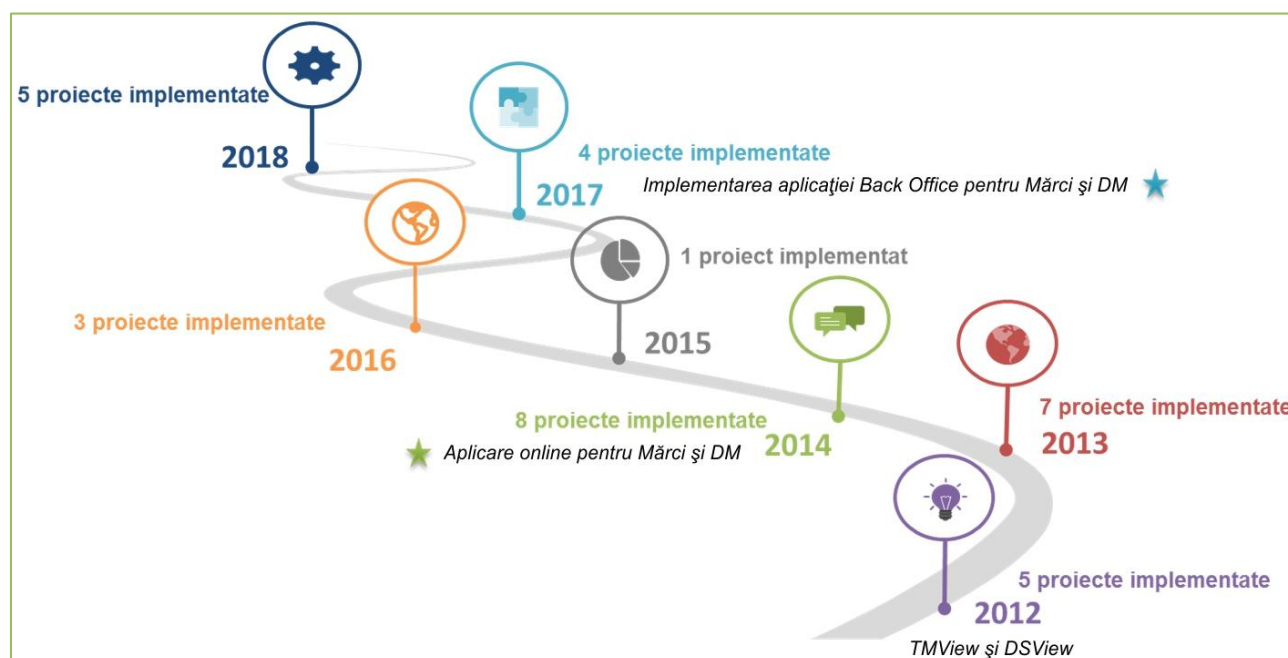 5 proiecte implementate
2018
4 proiecte implementate
2017
Implementarea aplicaţiei Back Office pentru Mărci şi DM
1 proiect implementat
3 proiecte implementate
2016
2015
8 proiecte implementate
2014
Aplicare online pentru Mărci şi DM
7 proiecte implementate
2013
5 proiecte implementate
2012
TMView şi DSView